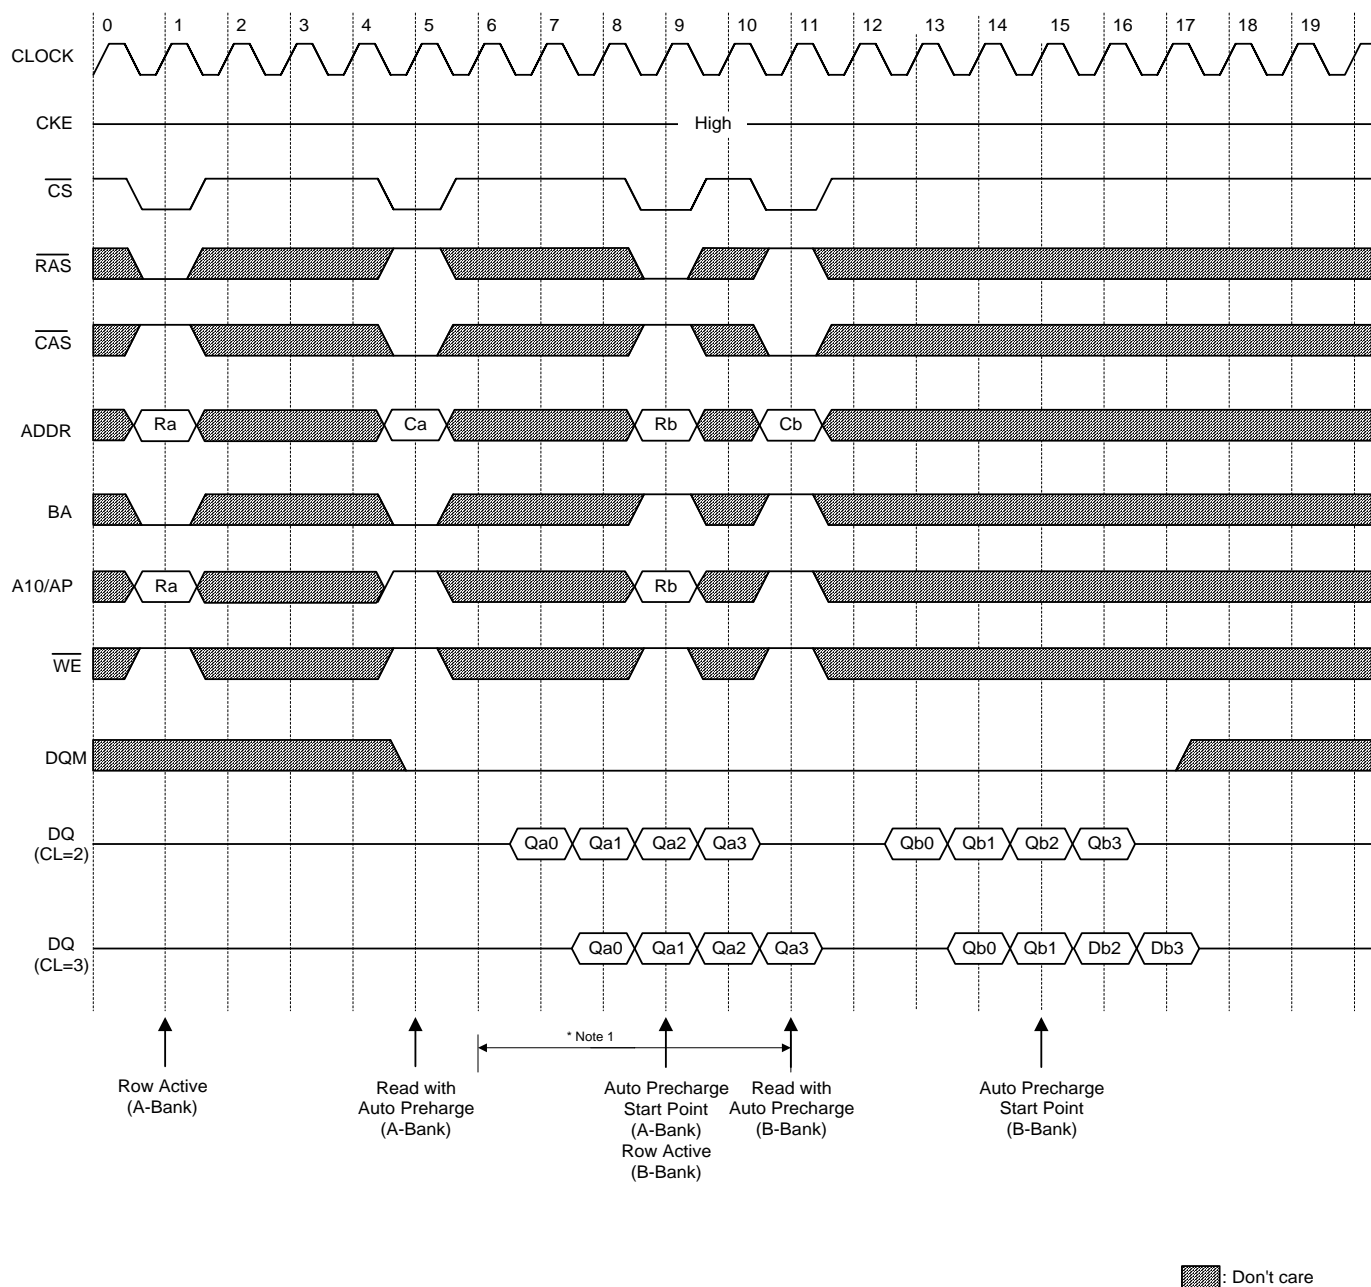 0 1 2 3 4 5 6 7 8 9 10 11 12 13 14 15 16 17 18 19
CLOCK
CKE High
CS
RAS
CAS
ADDR Ra Ca Rb Cb
BA
A10/AP Ra Rb
WE
DQM
DQ
(CL=2) Qa0 Qa1 Qa2 Qa3 Qb0 Qb1 Qb2 Qb3
DQ
(CL=3) Qa0 Qa1 Qa2 Qa3 Qb0 Qb1 Db2 Db3
* Note 1
Row Active
(A-Bank)
Read with
Auto Preharge
(A-Bank)
Auto Precharge
Start Point
(A-Bank)
Row Active
(B-Bank)
Read with
Auto Precharge
(B-Bank)
Auto Precharge
Start Point
(B-Bank)
: Don't care